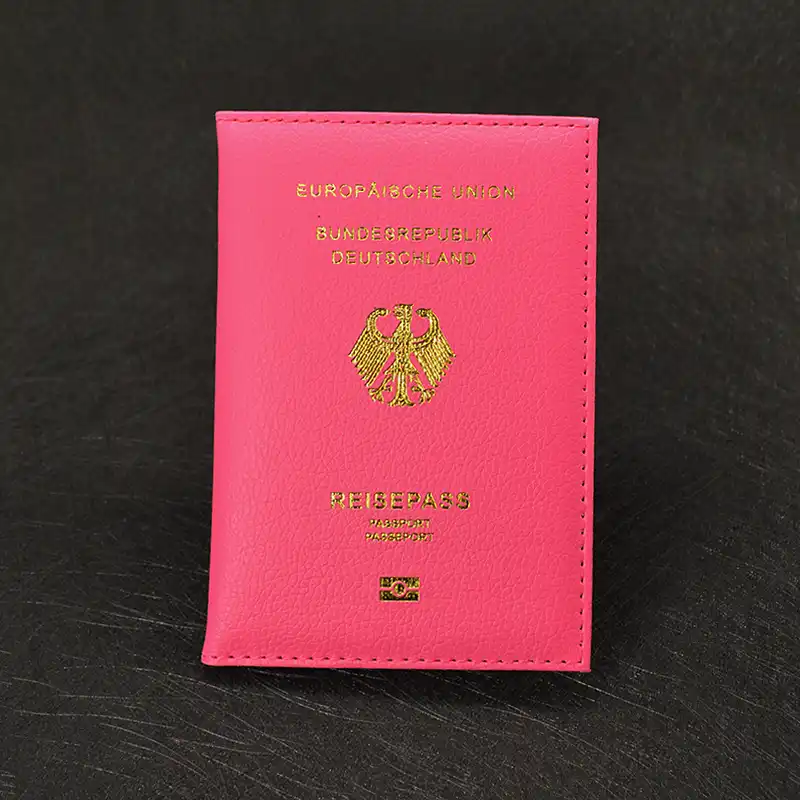 EUROPÄISCHE UNION
BUNDESREPUBLIK
DEUTSCHLAND
REISEPASS
PASSPORT
PASSEPORT